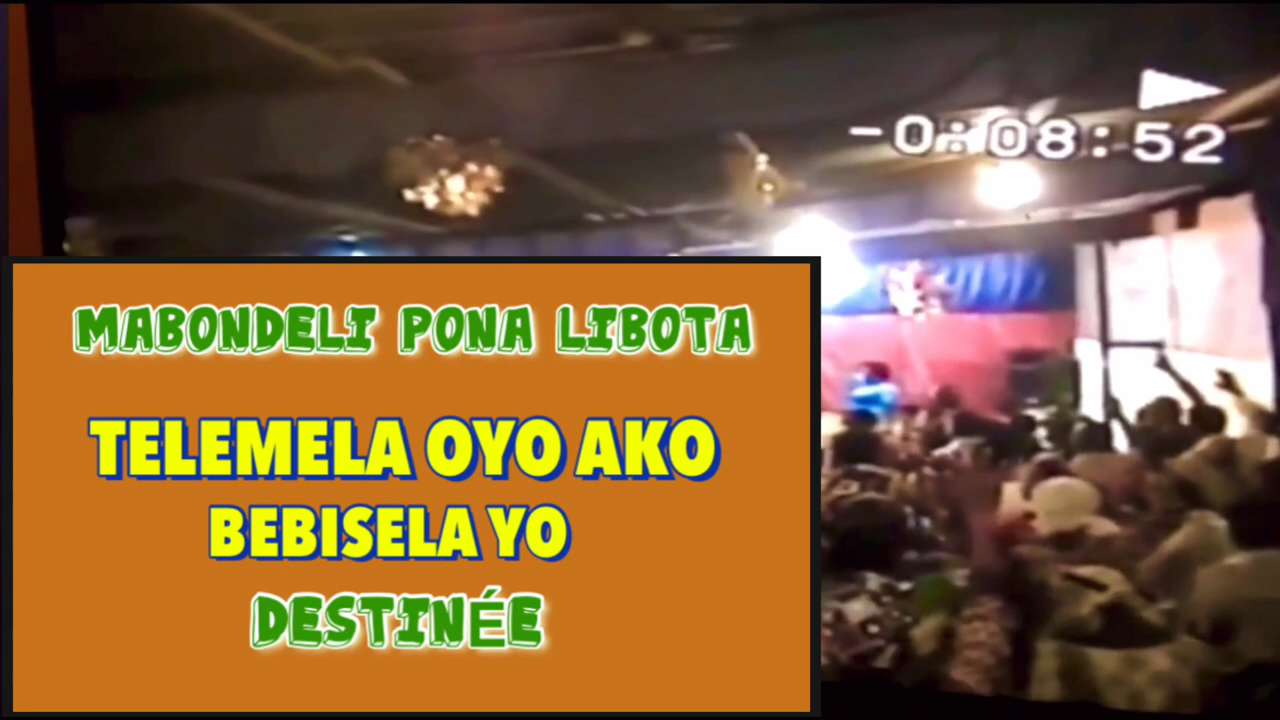 -0:08:52
MABONDELI PONA LIBOTA
TELEMELA OYO AKO
BEBISELA YO
DESTINÉE